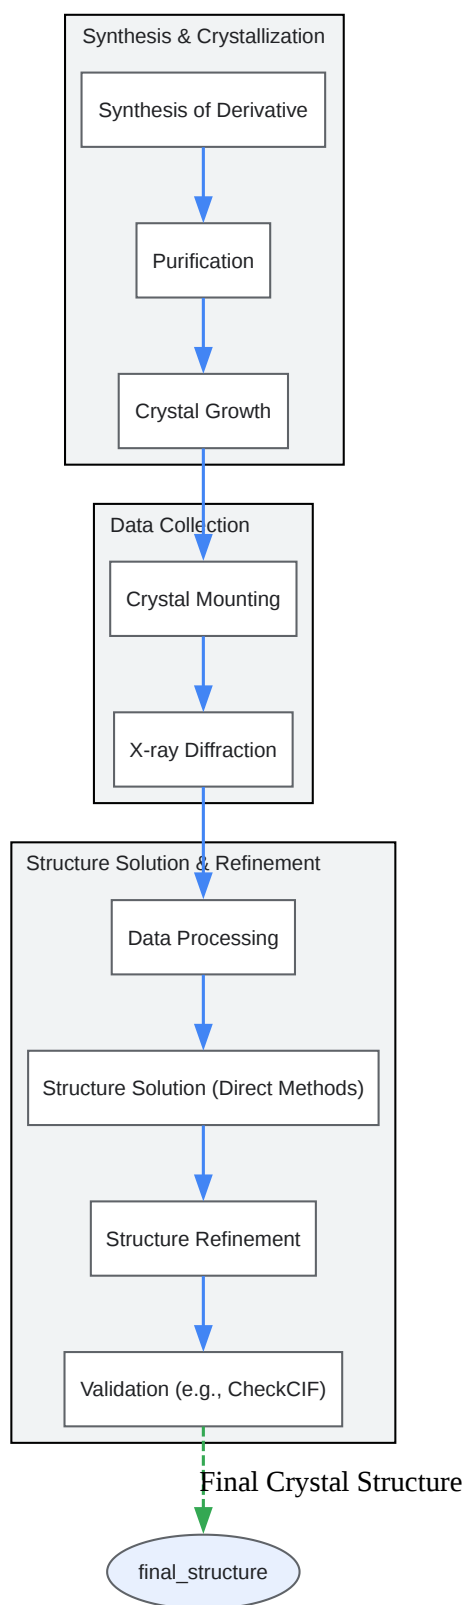 Synthesis & Crystallization
Synthesis of Derivative
Purification
Crystal Growth
Data Collection
Crystal Mounting
X-ray Diffraction
Structure Solution & Refinement
Data Processing
Structure Solution (Direct Methods)
Structure Refinement
Validation (e.g., CheckCIF)
Final Crystal Structure
final_structure